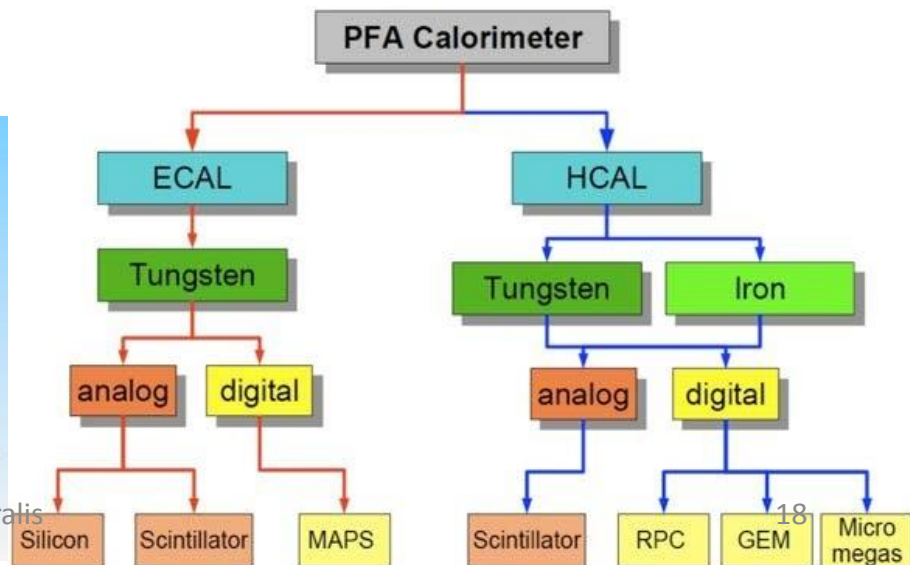 PFA Calorimeter
ECAL HCAL
Tungsten Tungsten Iron
analog digital analog digital
alis 18
Silicon Scintillator MAPS Scintillator RPC GEM Micro
megas